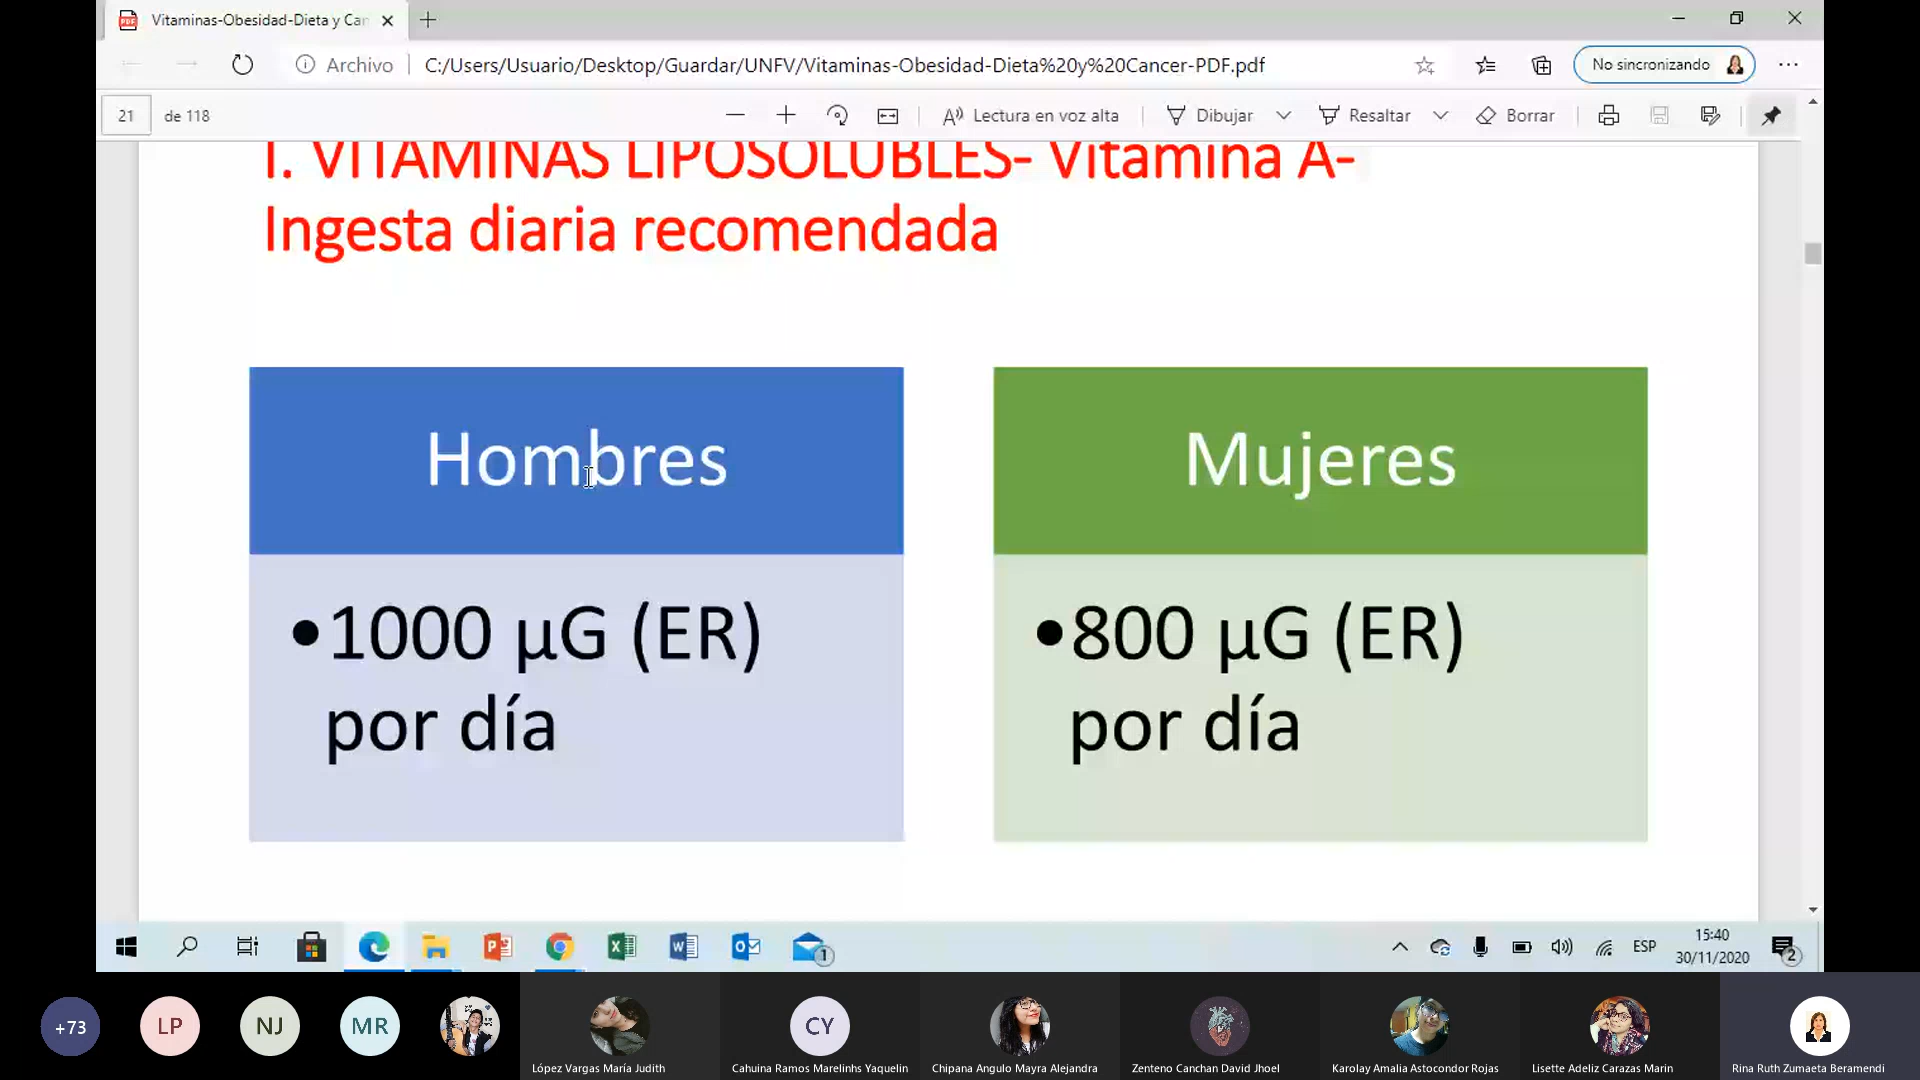 Vitaminas-Obesidad-Dieta y Can
Archivo
C:/Users/Usuario/Desktop/Guardar/UNFV/Vitaminas-Obesidad-Dieta%20y%20Cancer-PDF.pdf
No sincronizando
21 de 118
Lectura en voz alta
Dibujar
Resaltar
Borrar
I. VITAMINAS LIPOSOLUBLES- Vitamina A-
Ingesta diaria recomendada
Hombres
•1000 µG (ER)
por día
Mujeres
•800 µG (ER)
por día
ESP
15:40
30/11/2020
1
2
+73
LP
NJ
MR
CY
López Vargas María Judith
Cahuina Ramos Marelinhs Yaquelin
Chipana Angulo Mayra Alejandra
Zenteno Canchan David Jhoel
Karolay Amalia Astocondor Rojas
Lisette Adeliz Carazas Marin
Rina Ruth Zumaeta Beramendi